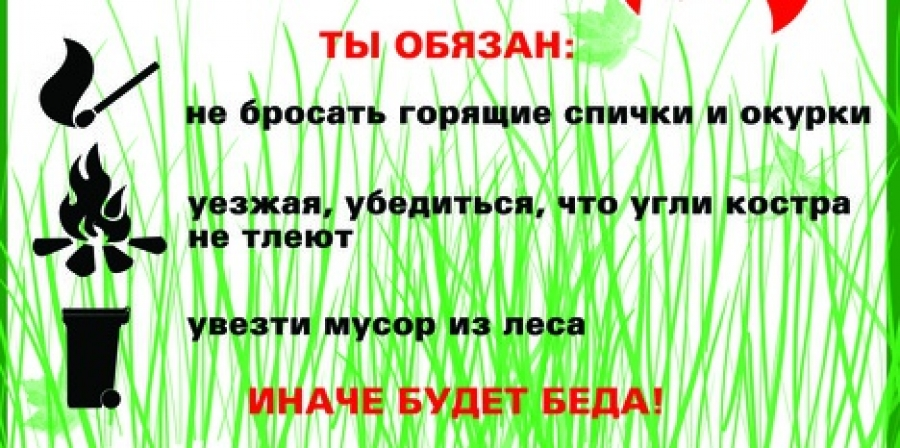 ТЫ ОБЯЗАН:
не бросать горящие спички и окурки
уезжая, убедиться, что угли костра
не тлеют
увезти мусор из леса
ИНАЧЕ БУДЕТ БЕДА!